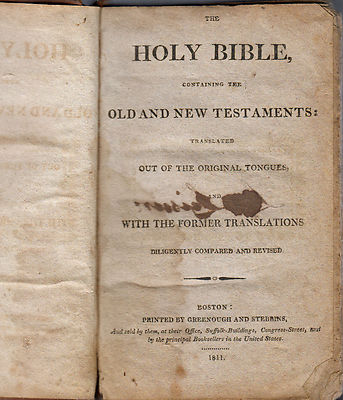 THE
HOLY BIBLE,
CONTAINING THE
OLD AND NEW TESTAMENTS:
TRANSLATED
OUT OF THE ORIGINAL TONGUES,
AND
WITH THE FORMER TRANSLATIONS
DILIGENTLY COMPARED AND REVISED
BOSTON:
PRINTED BY GREENOUGH AND STEBBINS,
And sold by them, at their Office, Suffolk-Buildings, Congress-Street, and
by the principal Booksellers in the United States.
1811.